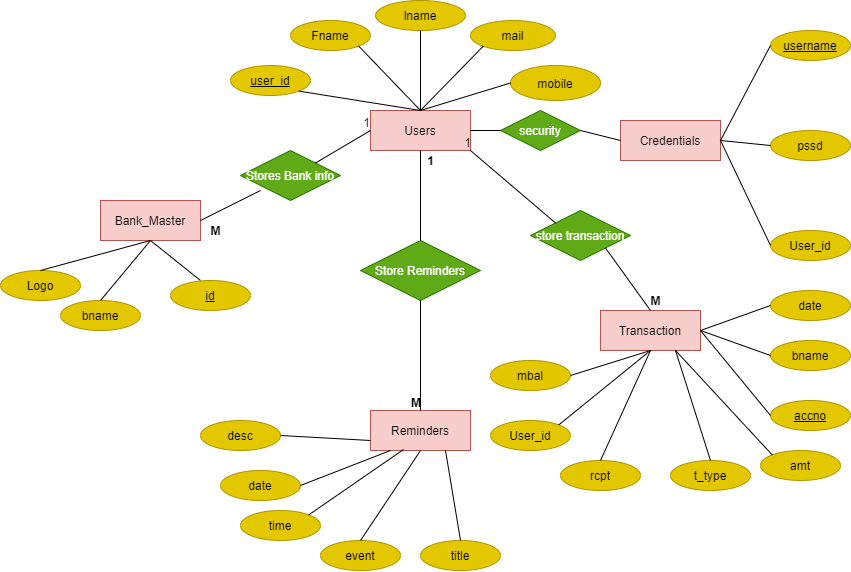 lname
Fname
mail
username
user_id
mobile
1
Users
security
1
Credentials
pssd
1
Stores Bank info
Bank_Master
M
store transaction
User_id
Store Reminders
Logo
id
bname
M
date
Transaction
bname
mbal
M
accno
Reminders
desc
User_id
amt
rcpt
t_type
date
time
event
title